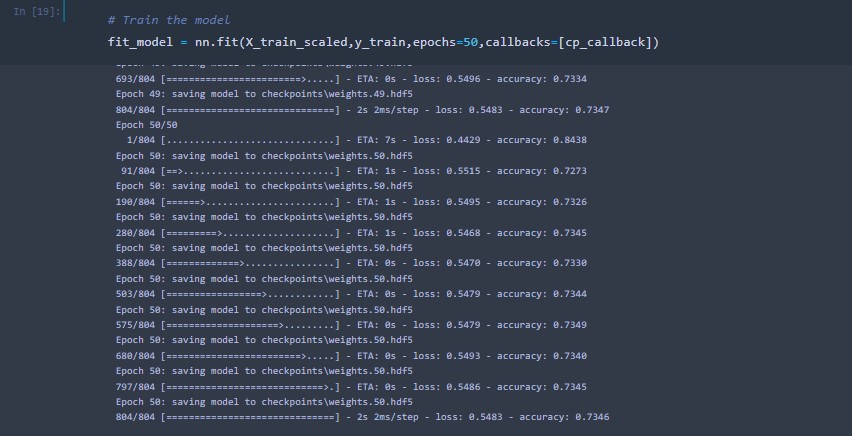 In [19]:
# Train the model
fit_model = nn.fit(X_train_scaled,y_train,epochs=50,callbacks=[cp_callback])
693/804 [=======================>.....] - ETA: 0s - loss: 0.5496 - accuracy: 0.7334
Epoch 49: saving model to checkpoints\weights.49.hdf5
804/804 [==============================] - 2s 2ms/step - loss: 0.5483 - accuracy: 0.7347
Epoch 50/50
1/804 [..............................] - ETA: 7s - loss: 0.4429 - accuracy: 0.8438
Epoch 50: saving model to checkpoints\weights.50.hdf5
91/804 [==>...........................] - ETA: 1s - loss: 0.5515 - accuracy: 0.7273
Epoch 50: saving model to checkpoints\weights.50.hdf5
190/804 [======>.......................] - ETA: 1s - loss: 0.5495 - accuracy: 0.7326
Epoch 50: saving model to checkpoints\weights.50.hdf5
280/804 [=========>....................] - ETA: 1s - loss: 0.5468 - accuracy: 0.7345
Epoch 50: saving model to checkpoints\weights.50.hdf5
388/804 [=============>................] - ETA: 0s - loss: 0.5470 - accuracy: 0.7330
Epoch 50: saving model to checkpoints\weights.50.hdf5
503/804 [=================>............] - ETA: 0s - loss: 0.5479 - accuracy: 0.7344
Epoch 50: saving model to checkpoints\weights.50.hdf5
575/804 [====================>.........] - ETA: 0s - loss: 0.5479 - accuracy: 0.7349
Epoch 50: saving model to checkpoints\weights.50.hdf5
680/804 [========================>.....] - ETA: 0s - loss: 0.5493 - accuracy: 0.7340
Epoch 50: saving model to checkpoints\weights.50.hdf5
797/804 [============================>.] - ETA: 0s - loss: 0.5486 - accuracy: 0.7345
Epoch 50: saving model to checkpoints\weights.50.hdf5
804/804 [==============================] - 2s 2ms/step - loss: 0.5483 - accuracy: 0.7346